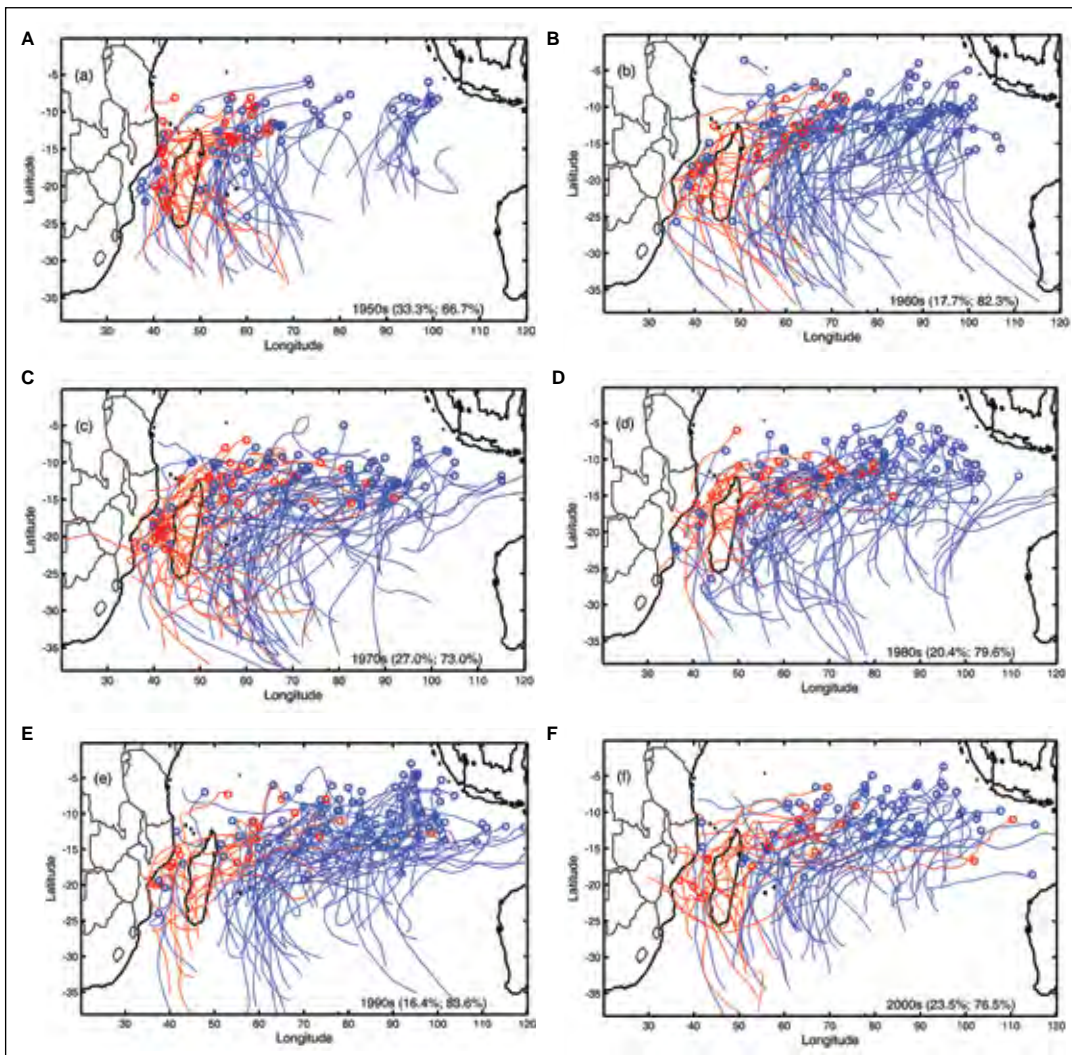 A
B
-5
-10
-15
-20
-25
-30
-35
Latitude
(a)
1950s (33.3%; 66.7%)
20 30 40 50 60 70 80 90 100 110 120
Longitude
-5
-10
-15
-20
-25
-30
-35
Latitude
(b)
1960s (17.7%; 82.3%)
30 40 50 60 70 80 90 100 110 120
Longitude
C
D
-5
-10
-15
-20
-25
-30
-35
Latitude
(c)
1970s (27.0%; 73.0%)
30 40 50 60 70 80 90 100 110 120
Longitude
-5
-10
-15
-20
-25
-30
-35
Latitude
(d)
1980s (20.4%; 79.6%)
30 40 50 60 70 80 90 100 110 120
Longitude
E
F
-5
-10
-15
-20
-25
-30
-35
Latitude
(e)
1990s (16.4%; 83.6%)
20 30 40 50 60 70 80 90 100 110 120
Longitude
-5
-10
-15
-20
-25
-30
-35
Latitude
(f)
2000s (23.5%; 76.5%)
20 30 40 50 60 70 80 90 100 110 120
Longitude